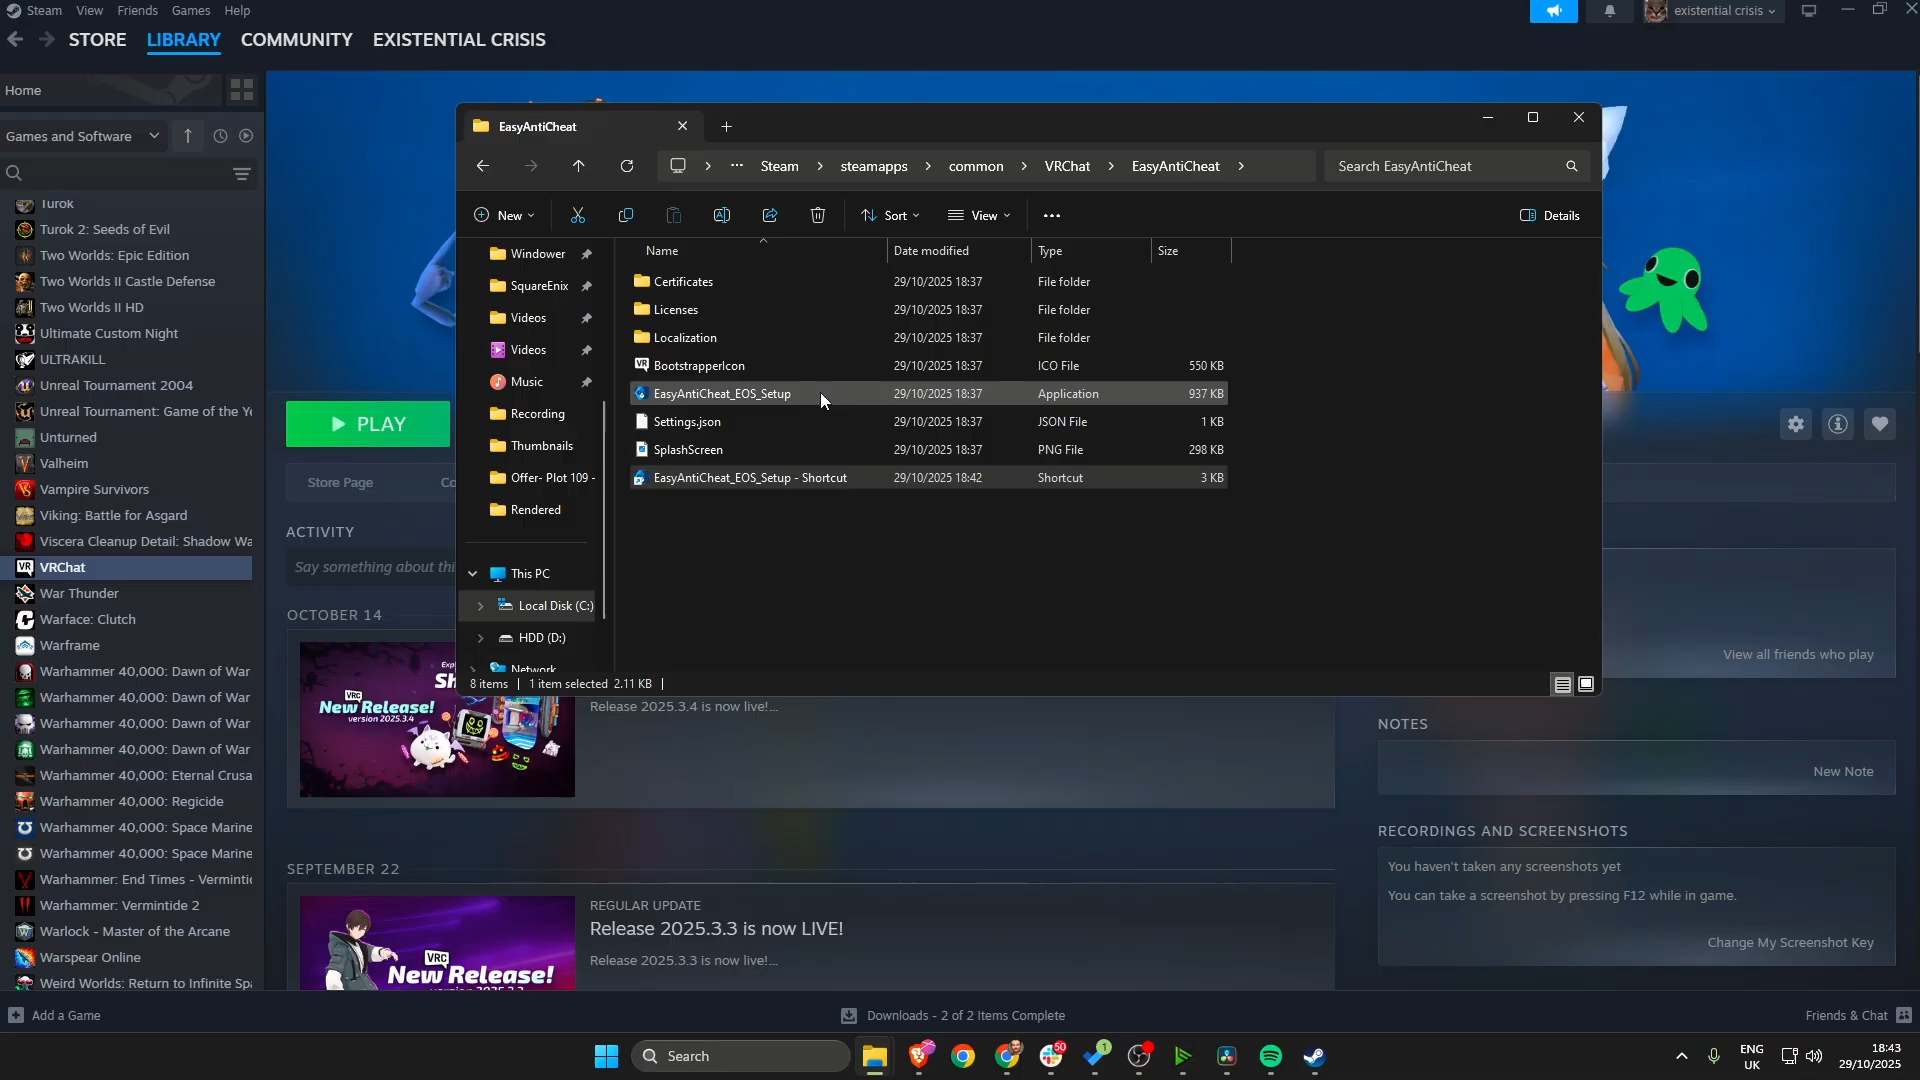 Steam View Friends Games Help
existential crisis
STORE LIBRARY COMMUNITY EXISTENTIAL CRISIS
Home
Games and Software
Turok
Turok 2: Seeds of Evil
Two Worlds: Epic Edition
Two Worlds II Castle Defense
Two Worlds II HD
Ultimate Custom Night
ULTRAKILL
Unreal Tournament 2004
Unreal Tournament: Game of the Ye
Unturned
Valheim
Vampire Survivors
Viking: Battle for Asgard
Viscera Cleanup Detail: Shadow Wa
VRChat
War Thunder
Warface: Clutch
Warframe
Warhammer 40,000: Dawn of War
Warhammer 40,000: Dawn of War
Warhammer 40,000: Dawn of War
Warhammer 40,000: Dawn of War
Warhammer 40,000: Eternal Crusa
Warhammer 40,000: Regicide
Warhammer 40,000: Space Marine
Warhammer 40,000: Space Marine
Warhammer: End Times - Verminti
Warhammer: Vermintide 2
Warlock - Master of the Arcane
Warspear Online
Weird Worlds: Return to Infinite Spa
PLAY
Store Page Co
ACTIVITY
Say something about thi
OCTOBER 14
Expl
Sh
VRC
New Release!
version 2025.3.4
Release 2025.3.4 is now live!...
SEPTEMBER 22
VRC
New Release!
REGULAR UPDATE
Release 2025.3.3 is now LIVE!
Release 2025.3.3 is now live!...
EasyAntiCheat
Steam steamapps common VRChat EasyAntiCheat
Search EasyAntiCheat
New Sort View Details
Windower
SquareEnix
Videos
Videos
Music
Recording
Thumbnails
Offer- Plot 109 -
Rendered
This PC
Local Disk (C:)
HDD (D:)
Network
Name Date modified Type Size
Certificates 29/10/2025 18:37 File folder
Licenses 29/10/2025 18:37 File folder
Localization 29/10/2025 18:37 File folder
BootstrapperIcon 29/10/2025 18:37 ICO File 550 KB
EasyAntiCheat_EOS_Setup 29/10/2025 18:37 Application 937 KB
Settings.json 29/10/2025 18:37 JSON File 1 KB
SplashScreen 29/10/2025 18:37 PNG File 298 KB
EasyAntiCheat_EOS_Setup - Shortcut 29/10/2025 18:42 Shortcut 3 KB
8 items 1 item selected 2.11 KB
View all friends who play
NOTES
New Note
RECORDINGS AND SCREENSHOTS
You haven't taken any screenshots yet
You can take a screenshot by pressing F12 while in game.
Change My Screenshot Key
Add a Game
Downloads - 2 of 2 Items Complete
Friends & Chat
Search
50
1
ENG
UK
18:43
29/10/2025